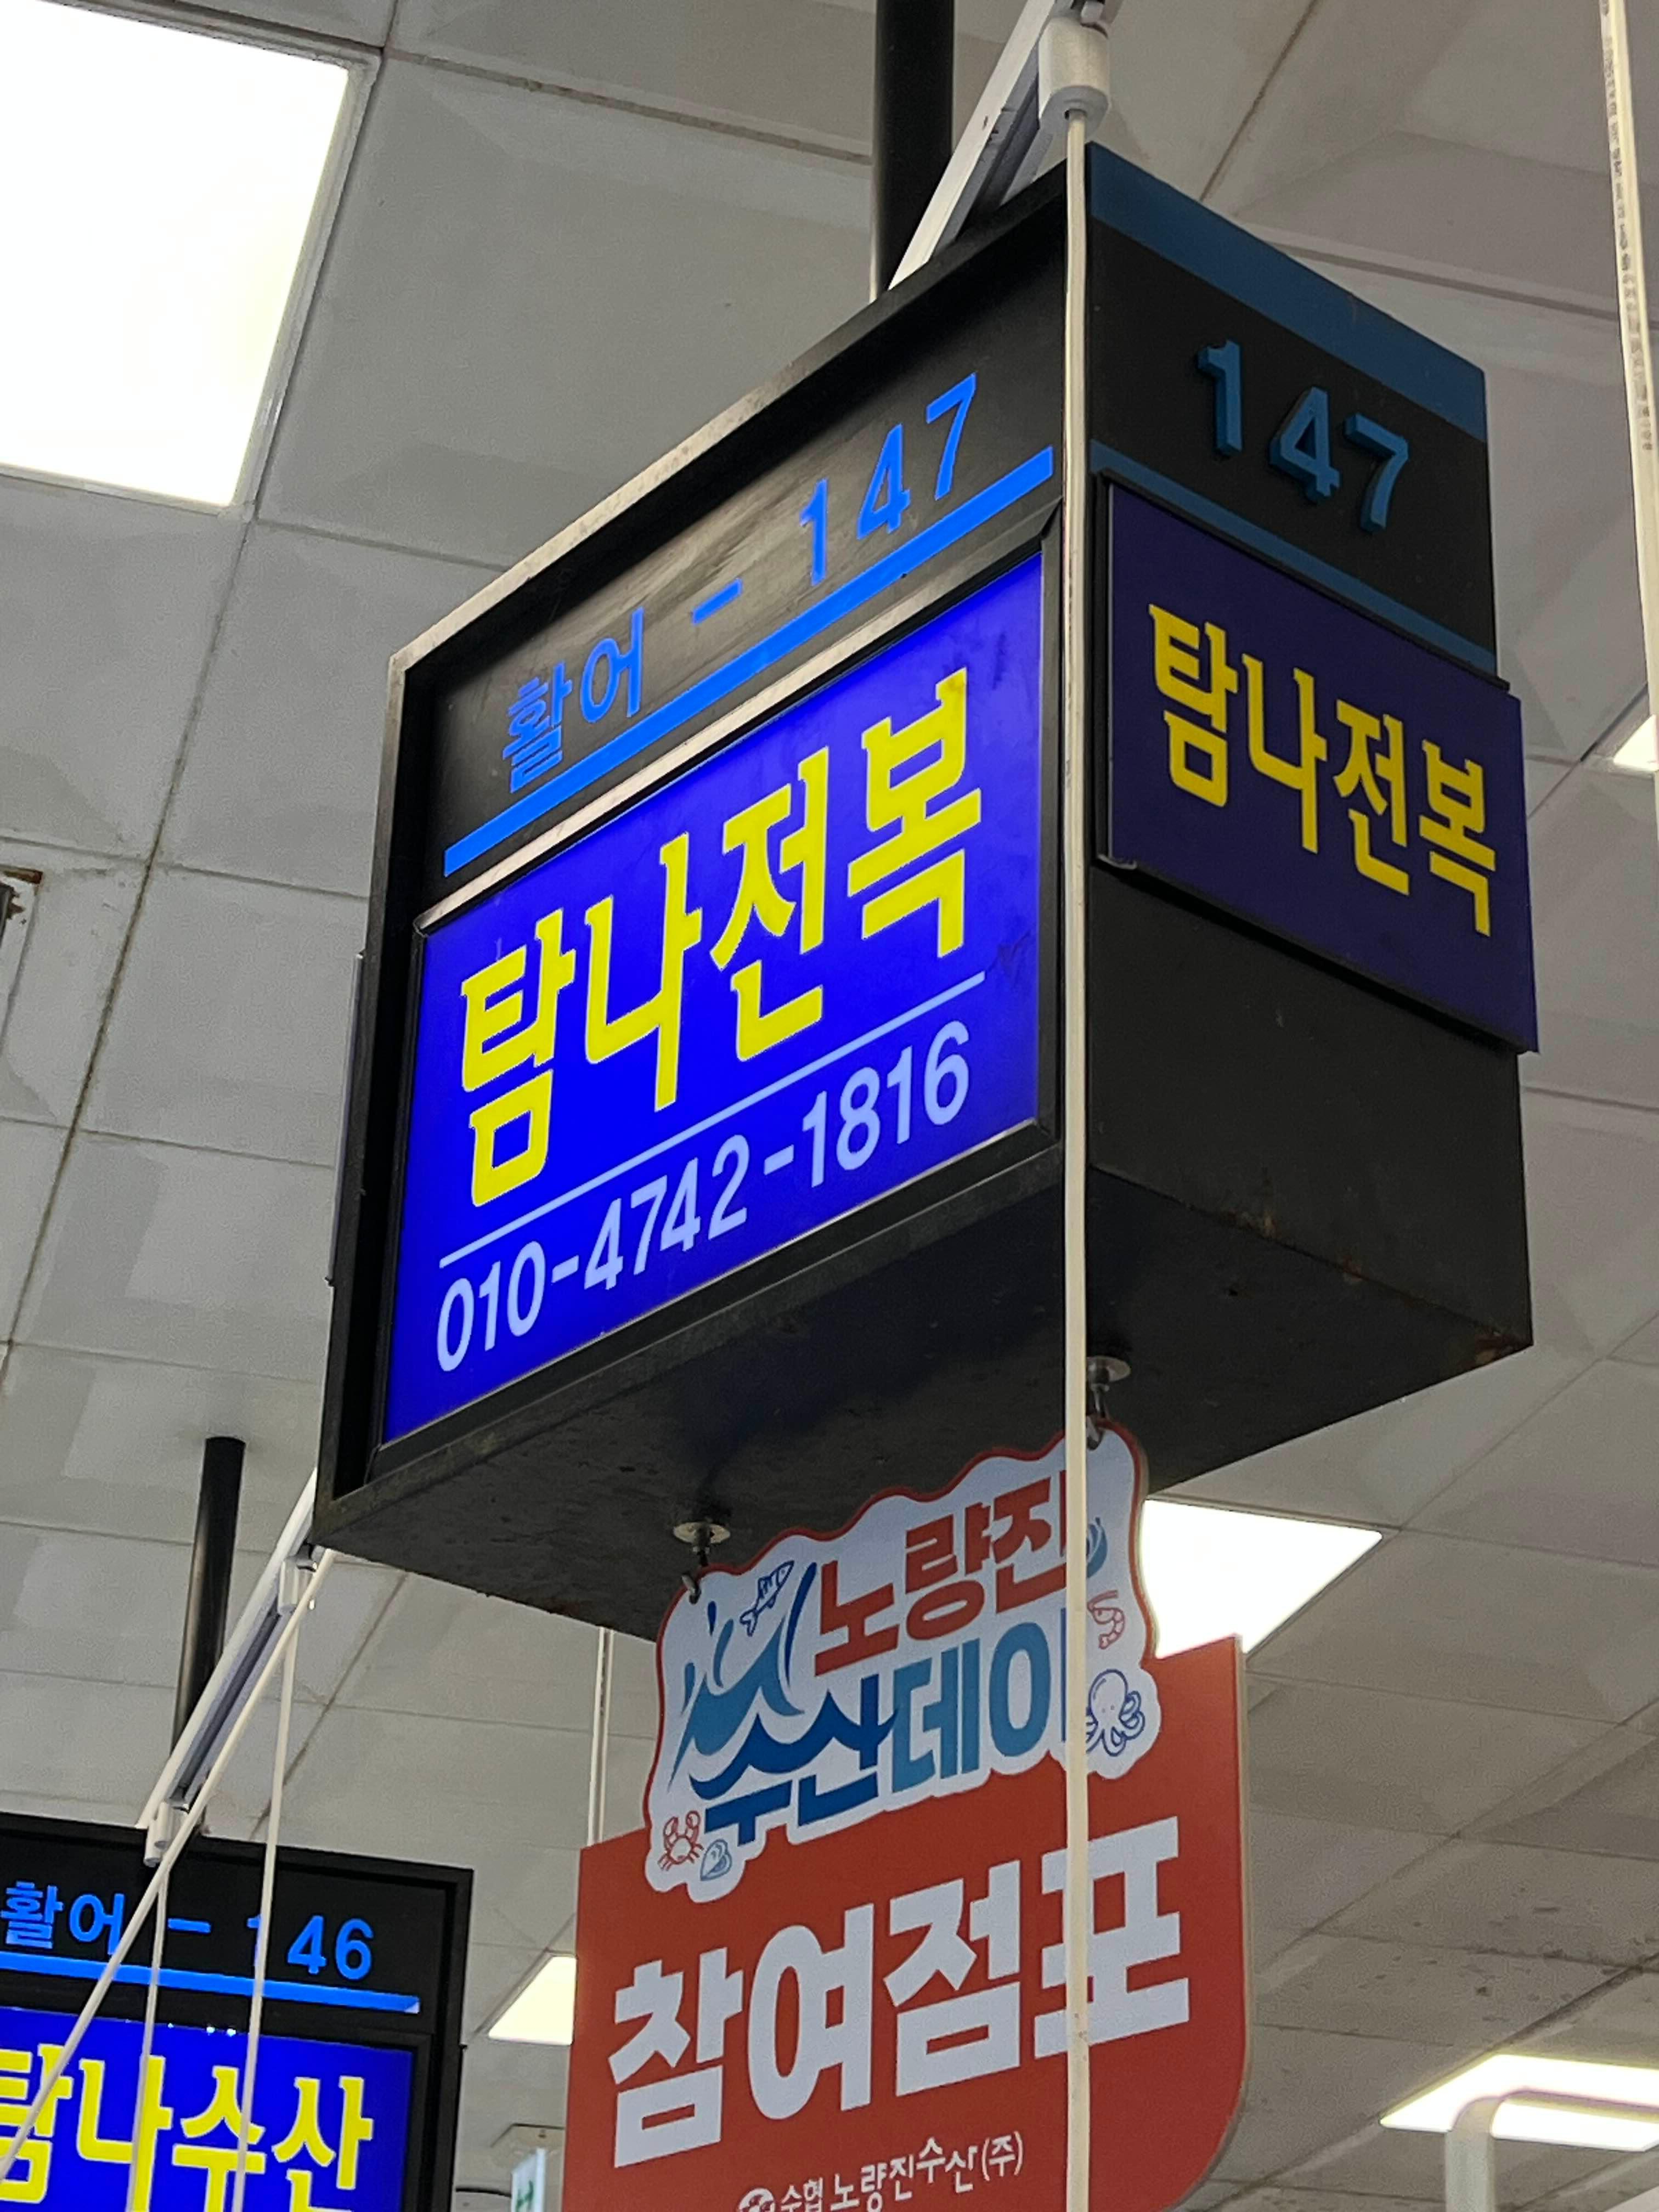 활어 - 147
탐나전복
010-4742-1816
147
탐나전복
노량진
수산데이
참여점포
수협 노량진수산(주)
활어 - 146
탐나수산